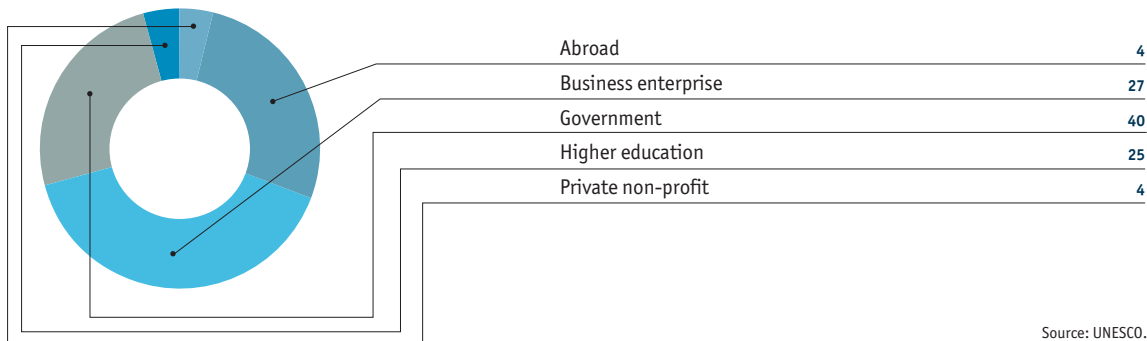 Abroad 4
Business enterprise 27
Government 40
Higher education 25
Private non-profit 4
Source: UNESCO.